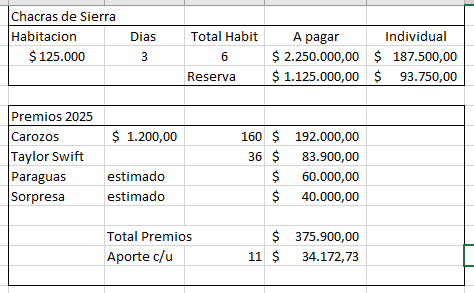 Chacras de Sierra
Habitacion Dias Total Habit A pagar Individual
$ 125.000 3 6 $ 2.250.000,00 $ 187.500,00
Reserva $ 1.125.000,00 $ 93.750,00
Premios 2025
Carozos $ 1.200,00 160 $ 192.000,00
Taylor Swift 36 $ 83.900,00
Paraguas estimado $ 60.000,00
Sorpresa estimado $ 40.000,00
Total Premios $ 375.900,00
Aporte c/u 11 $ 34.172,73